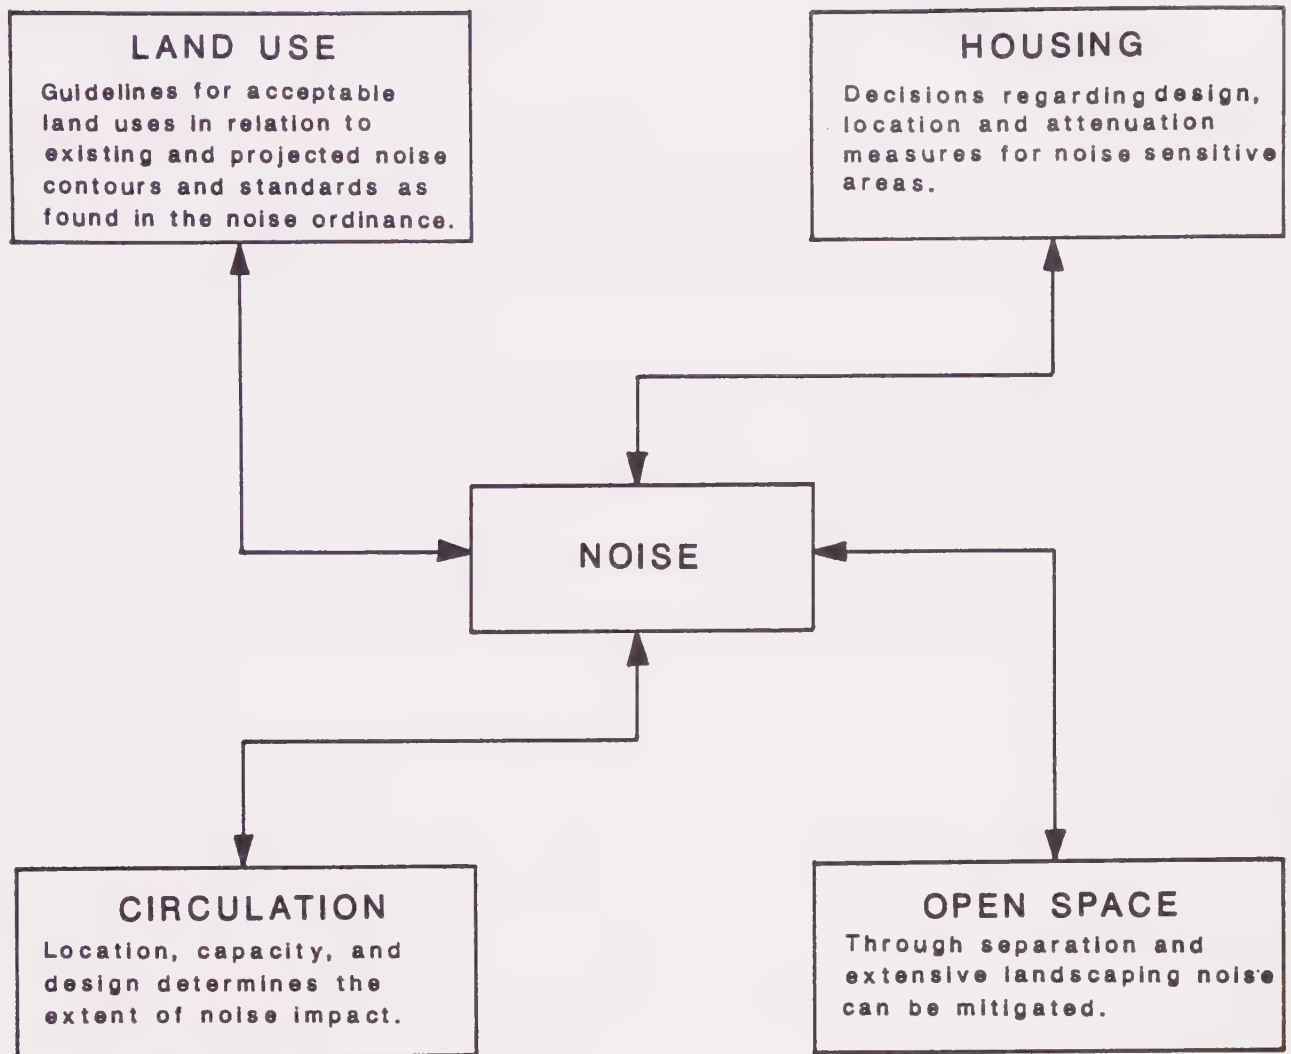 LAND USE
Guidelines for acceptable
land uses in relation to
existing and projected noise
contours and standards as
found in the noise ordinance.
HOUSING
Decisions regarding design,
location and attenuation
measures for noise sensitive
areas.
NOISE
CIRCULATION
Location, capacity, and
design determines the
extent of noise impact.
OPEN SPACE
Through separation and
extensive landscaping noise
can be mitigated.